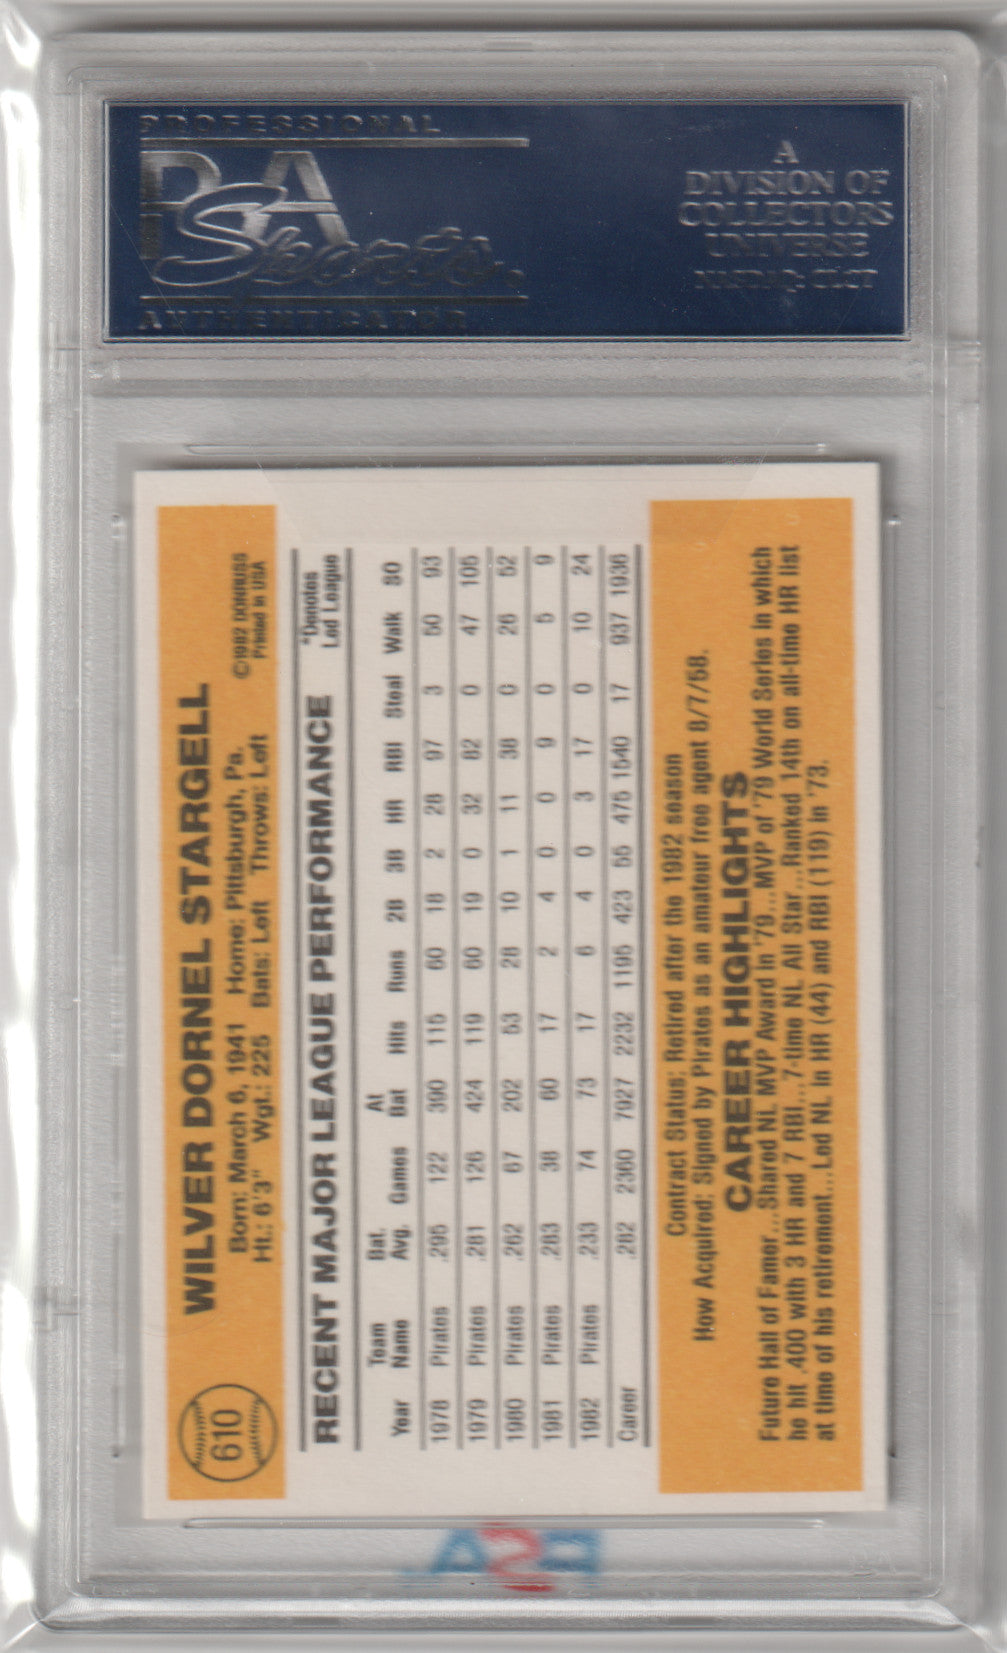 PROFESSIONAL
PSA
Sports
AUTHENTICATOR
A
DIVISION OF
COLLECTORS
UNIVERSE
NASDAQ: CLCT
610
WILVER DORNEL STARGELL
©1982 DONRUSS
Printed in USA
Born: March 6, 1941 Home: Pittsburgh, Pa.
Ht.: 6'3" Wgt.: 225 Bats: Left Throws: Left
RECENT MAJOR LEAGUE PERFORMANCE
*Denotes
Led League
Year Team Name Bat. Avg. Games At Bat Hits Runs 2B 3B HR RBI Steal Walk SO
1978 Pirates .295 122 390 115 60 18 2 28 97 3 50 93
1979 Pirates .281 126 424 119 60 19 0 32 82 0 47 105
1980 Pirates .262 67 202 53 28 10 1 11 38 0 26 52
1981 Pirates .283 38 60 17 2 4 0 0 9 0 5 9
1982 Pirates .233 74 73 17 6 4 0 3 17 0 10 24
Career .282 2360 7927 2232 1195 423 55 475 1540 17 937 1936
Contract Status: Retired after the 1982 season
How Acquired: Signed by Pirates as an amateur free agent 8/7/58.
CAREER HIGHLIGHTS
Future Hall of Famer...Shared NL MVP Award in '79...MVP of '79 World Series in which
he hit .400 with 3 HR and 7 RBI...7-time NL All Star...Ranked 14th on all-time HR list
at time of his retirement...Led NL in HR (44) and RBI (119) in '73.
PSA